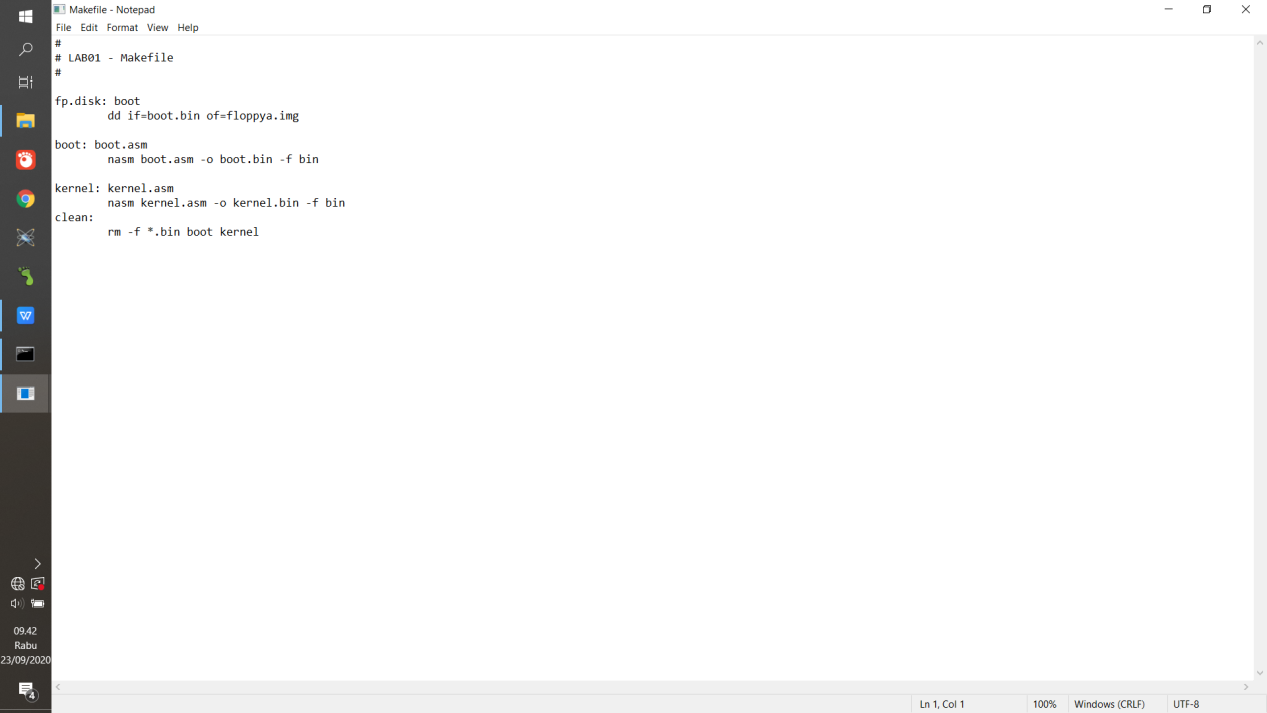 Makefile - Notepad
File Edit Format View Help
#
# LAB01 - Makefile
#
fp.disk: boot
dd if=boot.bin of=floppya.img
boot: boot.asm
nasm boot.asm -o boot.bin -f bin
kernel: kernel.asm
nasm kernel.asm -o kernel.bin -f bin
clean:
rm -f *.bin boot kernel
09.42
Rabu
23/09/2020
4
Ln 1, Col 1
100%
Windows (CRLF)
UTF-8